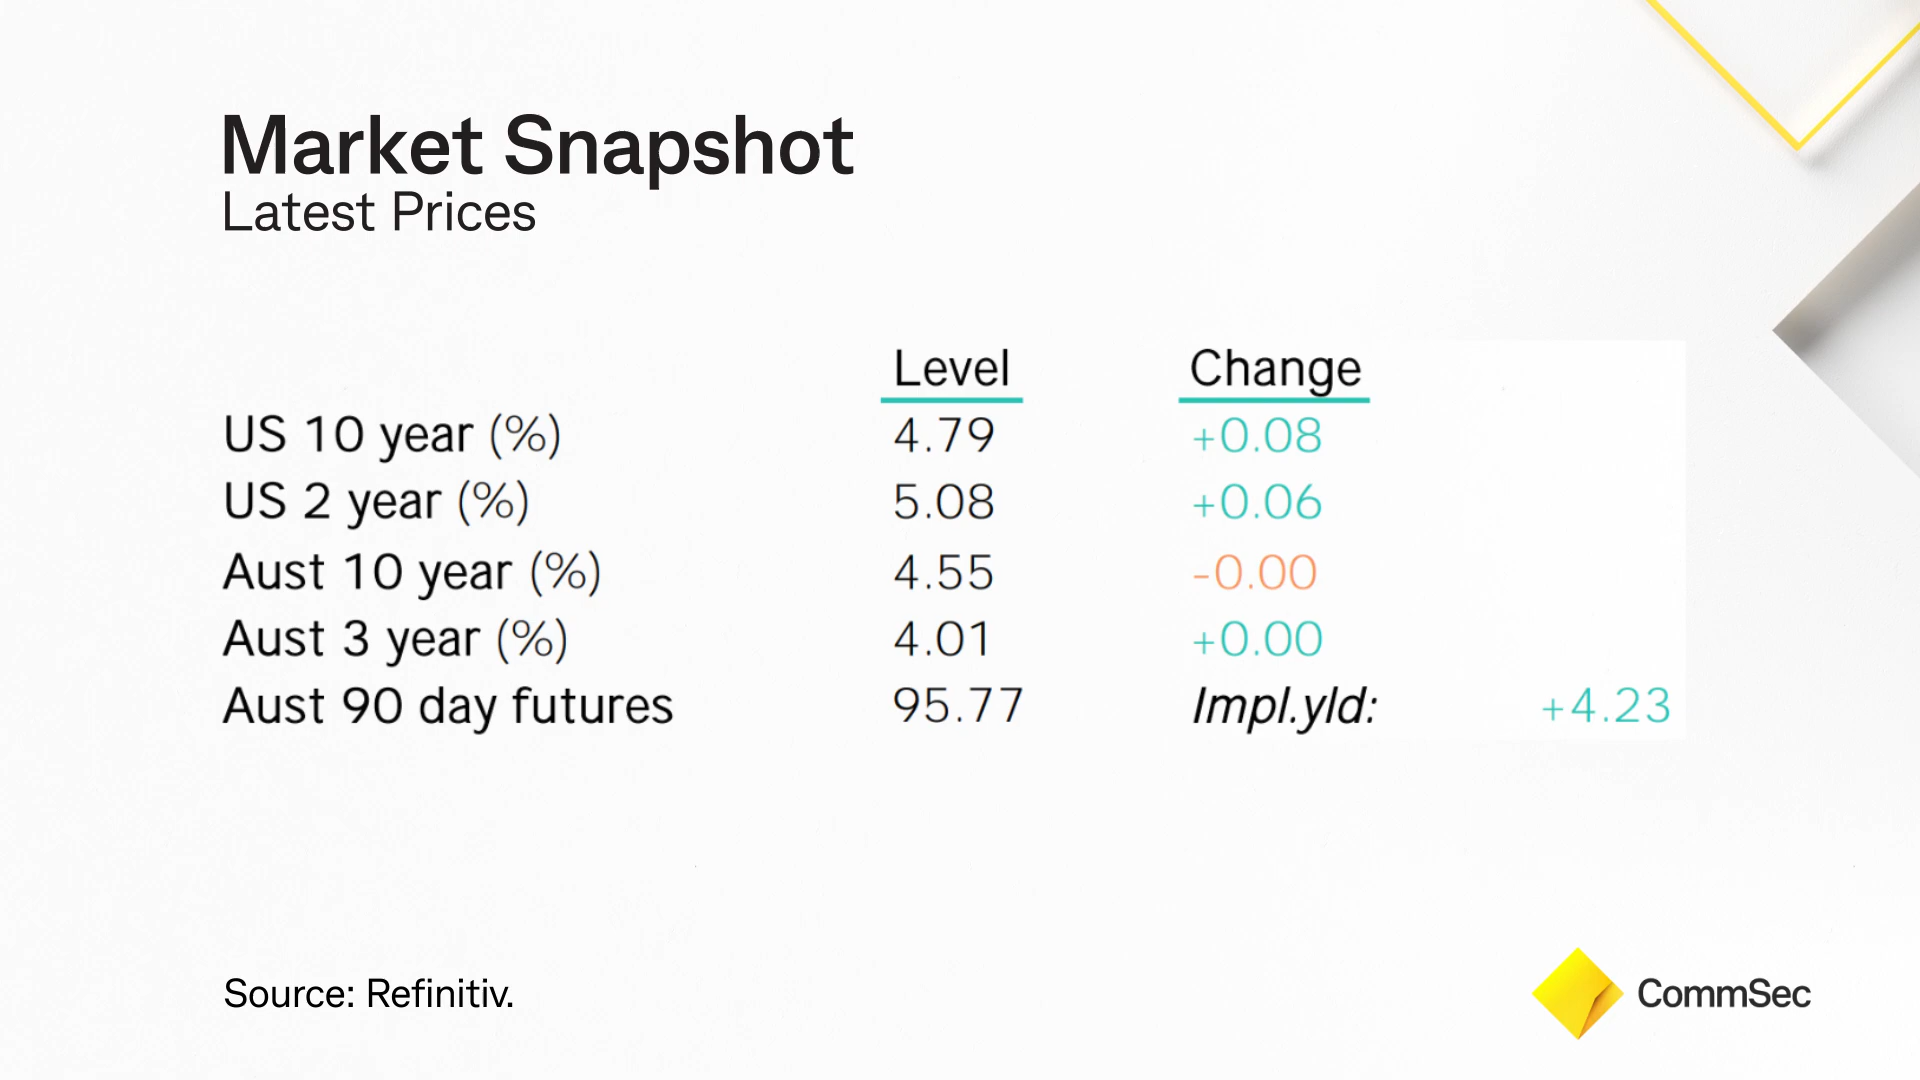 Market Snapshot
Latest Prices
Level Change
US 10 year (%) 4.79 +0.08
US 2 year (%) 5.08 +0.06
Aust 10 year (%) 4.55 -0.00
Aust 3 year (%) 4.01 +0.00
Aust 90 day futures 95.77 Impl.yld: +4.23
Source: Refinitiv.
CommSec